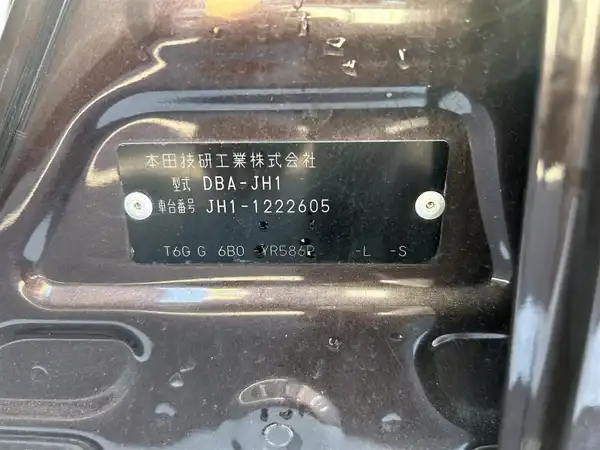 本田技研工業株式会社
型式 DBA-JH1
車台番号 JH1-1222605
T6G G 6B0 YR586P -L -S